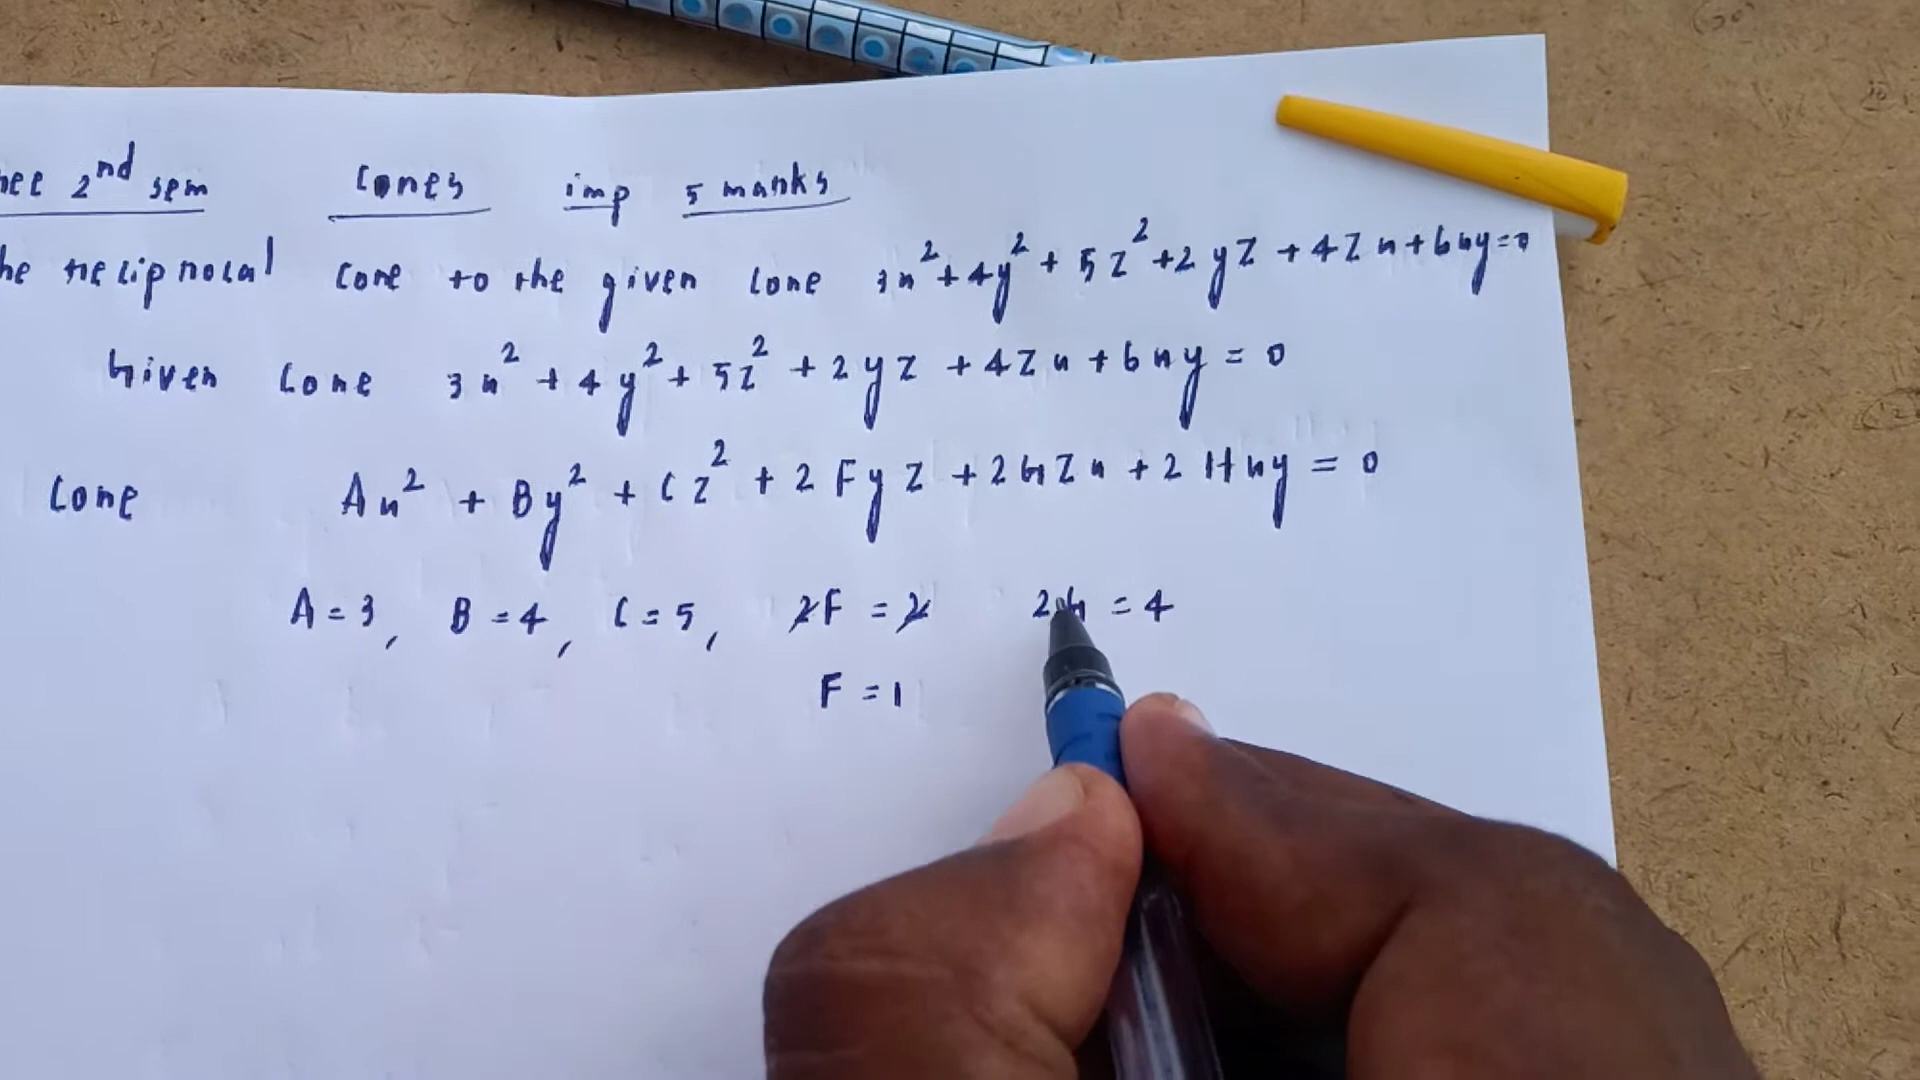 2nd sem Cones imp 5 marks
he reciprocal cone to the given cone 3x²+4y²+5z²+2yz+4zx+6xy=0
Given cone 3x²+4y²+5z²+2yz+4zx+6xy=0
Cone Ax²+By²+Cz²+2Fyz+2Gzx+2Hxy=0
A=3, B=4, C=5, 2F=2 2G=4
F=1